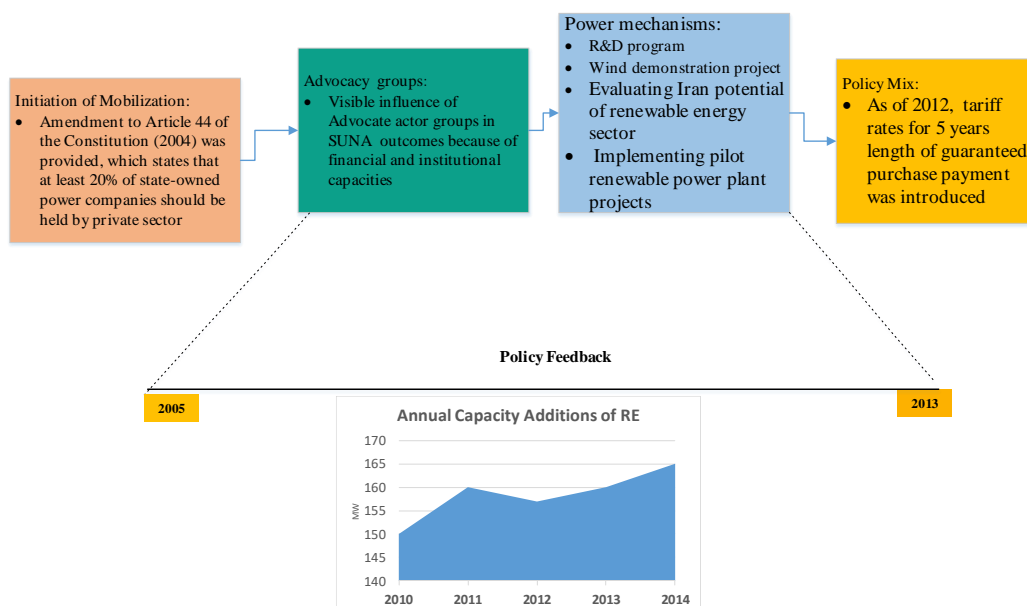 Initiation of Mobilization:
• Amendment to Article 44 of
the Constitution (2004) was
provided, which states that
at least 20% of state-owned
power companies should be
held by private sector
Advocacy groups:
• Visible influence of
Advocate actor groups in
SUNA outcomes because of
financial and institutional
capacities
Power mechanisms:
• R&D program
• Wind demonstration project
• Evaluating Iran potential
of renewable energy
sector
• Implementing pilot
renewable power plant
projects
Policy Mix:
• As of 2012, tariff
rates for 5 years
length of guaranteed
purchase payment
was introduced
Policy Feedback
2005
2013
Annual Capacity Additions of RE
170
165
160
155
150
145
140
MW
2010 2011 2012 2013 2014